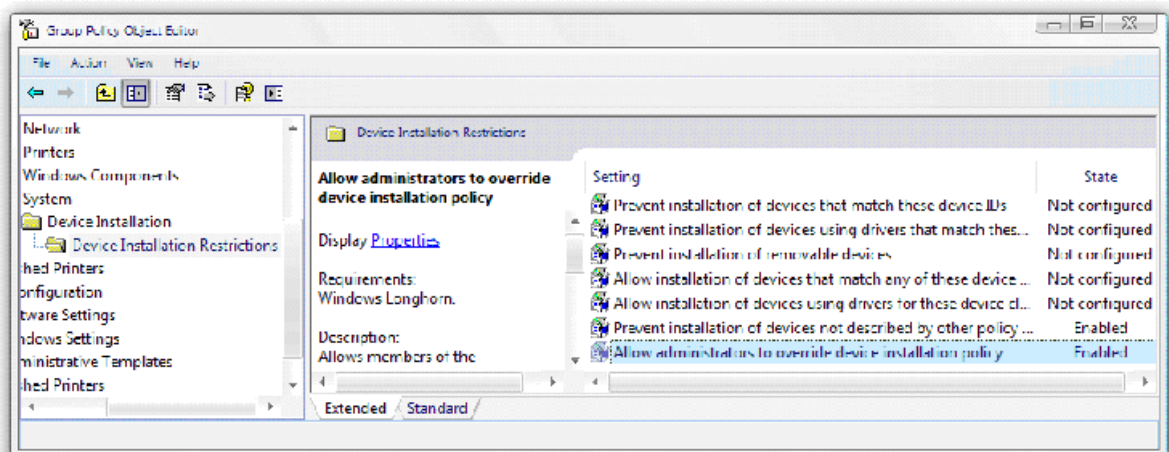 Group Policy Object Editor
File Action View Help
Network
Printers
Windows Components
System
Device Installation
Device Installation Restrictions
hed Printers
onfiguration
tware Settings
ndows Settings
ministrative Templates
hed Printers
Device Installation Restrictions
Allow administrators to override
device installation policy
Display Properties
Requirements:
Windows Longhorn.
Description:
Allows members of the
Setting State
Prevent installation of devices that match these device IDs Not configured
Prevent installation of devices using drivers that match thes... Not configured
Prevent installation of removable devices Not configured
Allow installation of devices that match any of these device ... Not configured
Allow installation of devices using drivers for these device cl... Not configured
Prevent installation of devices not described by other policy ... Enabled
Allow administrators to override device installation policy Enabled
Extended Standard